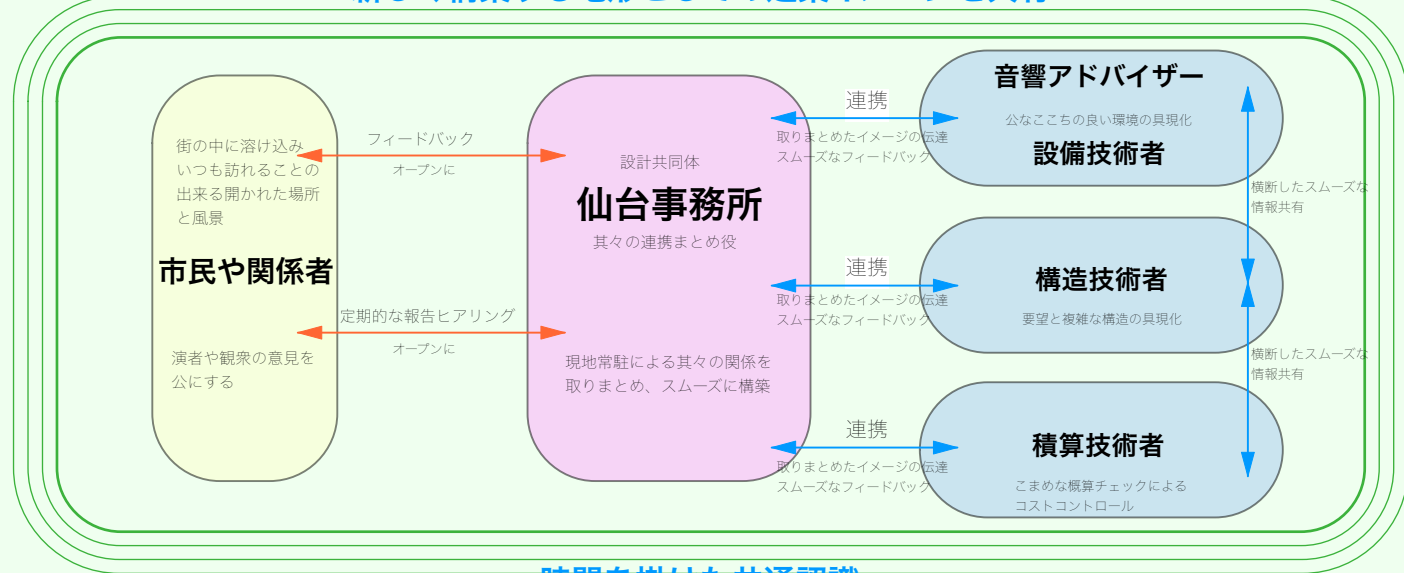 街の中に溶け込み
いつも訪れることの
出来る開かれた場所
と風景
市民や関係者
演者や観衆の意見を
公にする
フィードバック
オープンに
定期的な報告ヒアリング
オープンに
設計共同体
仙台事務所
其々の連携まとめ役
現地常駐による其々の関係を
取りまとめ、スムーズに構築
連携
取りまとめたイメージの伝達
スムーズなフィードバック
連携
取りまとめたイメージの伝達
スムーズなフィードバック
連携
取りまとめたイメージの伝達
スムーズなフィードバック
音響アドバイザー
公なここちの良い環境の具現化
設備技術者
横断したスムーズな
情報共有
構造技術者
要望と複雑な構造の具現化
横断したスムーズな
情報共有
積算技術者
こまめな概算チェックによる
コストコントロール
時間を掛けた共通認識